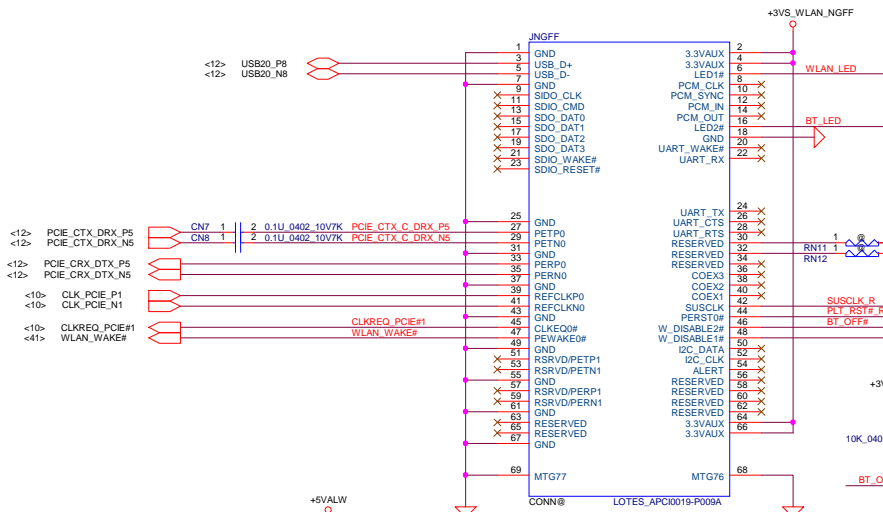 +3VS_WLAN_NGFF
JNGFF
1 GND 3.3VAUX 2
<12> USB20_P8 3 USB_D+ 3.3VAUX 4
<12> USB20_N8 5 USB_D- LED1# 6 WLAN_LED
7 GND PCM_CLK 8
9 SIDO_CLK PCM_SYNC 10
11 SDIO_CMD PCM_IN 12
13 SDO_DAT0 PCM_OUT 14
15 SDO_DAT1 LED2# 16 BT_LED
17 SDO_DAT2 GND 18
19 SDO_DAT3 UART_WAKE# 20
21 SDIO_WAKE# UART_RX 22
23 SDIO_RESET#
UART_TX 24
25 GND UART_CTS 26
<12> PCIE_CTX_DRX_P5 CN7 1 2 0.1U_0402_10V7K PCIE_CTX_C_DRX_P5 27 PETP0 UART_RTS 28
<12> PCIE_CTX_DRX_N5 CN8 1 2 0.1U_0402_10V7K PCIE_CTX_C_DRX_N5 29 PETN0 RESERVED 30 1 @
31 GND RESERVED 32 RN11 1 @
<12> PCIE_CRX_DTX_P5 33 PERP0 RESERVED 34 RN12
<12> PCIE_CRX_DTX_N5 35 PERN0 COEX3 36
37 GND COEX2 38
<10> CLK_PCIE_P1 39 REFCLKP0 COEX1 40
<10> CLK_PCIE_N1 41 REFCLKN0 SUSCLK 42 SUSCLK_R
43 GND PERST0# 44 PLT_RST#_R
<10> CLKREQ_PCIE#1 CLKREQ_PCIE#1 45 CLKEQ0# W_DISABLE2# 46 BT_OFF#
<41> WLAN_WAKE# WLAN_WAKE# 47 PEWAKE0# W_DISABLE1# 48
49 GND I2C_DATA 50
51 RSRVD/PETP1 I2C_CLK 52
53 RSRVD/PETN1 ALERT 54
55 GND RESERVED 56
57 RSRVD/PERP1 RESERVED 58
59 RSRVD/PERN1 RESERVED 60
61 GND RESERVED 62
63 RESERVED 3.3VAUX 64
65 RESERVED 3.3VAUX 66
67 GND
69 MTG77 MTG76 68
+3V
10K_040
BT_O
+5VALW
CONN@ LOTES_APCI0019-P009A